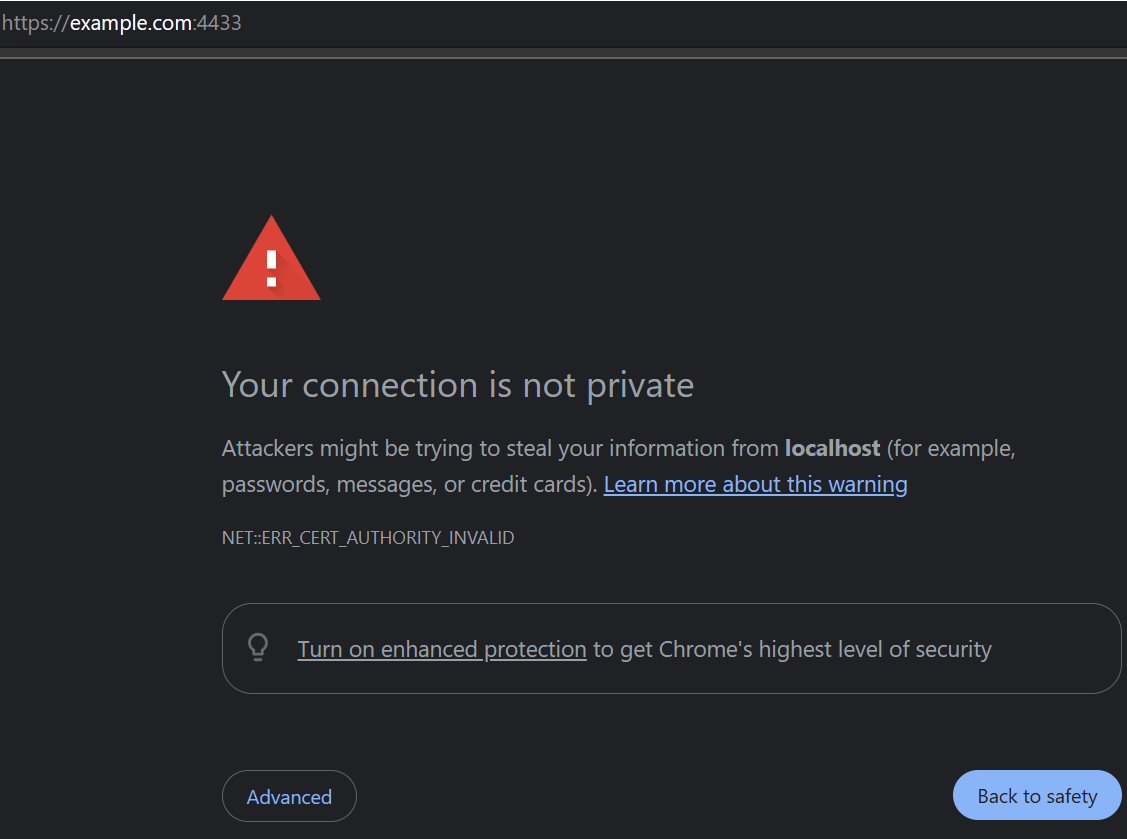 https://example.com:4433
Your connection is not private
Attackers might be trying to steal your information from localhost (for example,
passwords, messages, or credit cards). Learn more about this warning
NET::ERR_CERT_AUTHORITY_INVALID
Turn on enhanced protection to get Chrome's highest level of security
Advanced
Back to safety